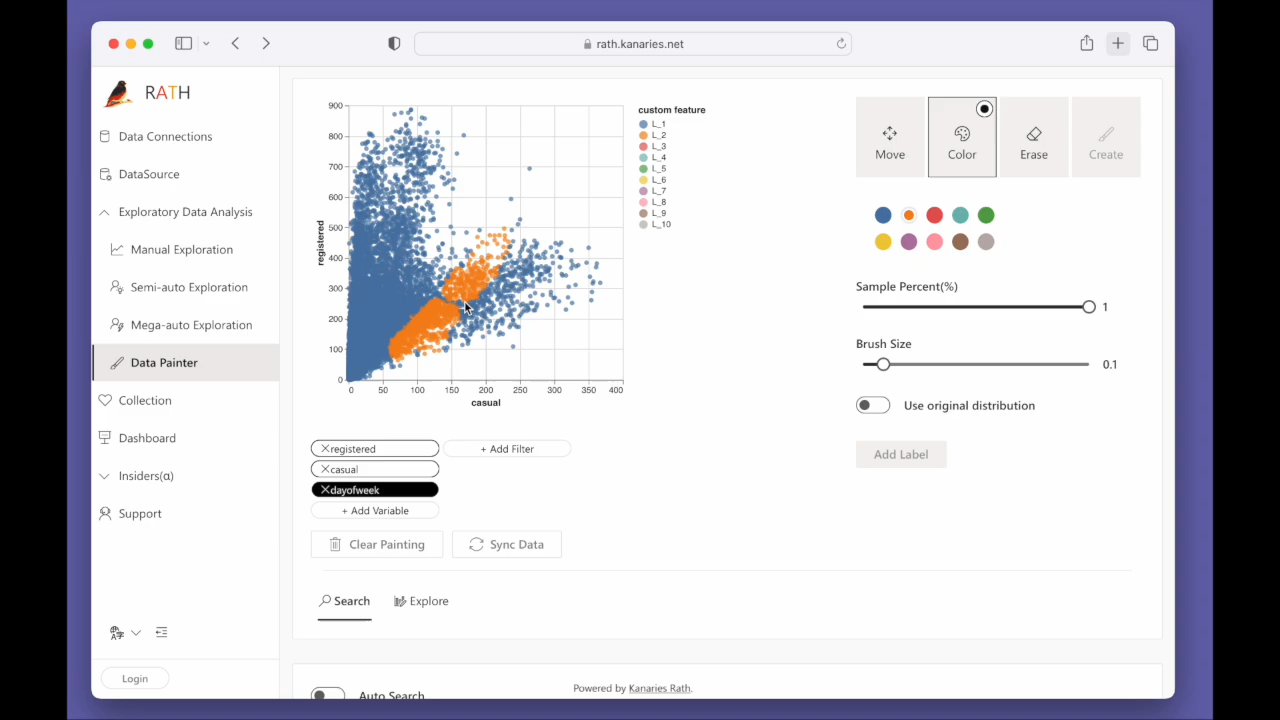 rath.kanaries.net
RATH
Data Connections
DataSource
Exploratory Data Analysis
Manual Exploration
Semi-auto Exploration
Mega-auto Exploration
Data Painter
Collection
Dashboard
Insiders(α)
Support
Login
registered
900
800
700
600
500
400
300
200
100
0
0 50 100 150 200 250 300 350 400
casual
custom feature
L_1
L_2
L_3
L_4
L_5
L_6
L_7
L_8
L_9
L_10
Move
Color
Erase
Create
Sample Percent(%)
1
Brush Size
0.1
Use original distribution
Add Label
registered
+ Add Filter
casual
dayofweek
+ Add Variable
Clear Painting
Sync Data
Search
Explore
Auto Search
Powered by Kanaries Rath.